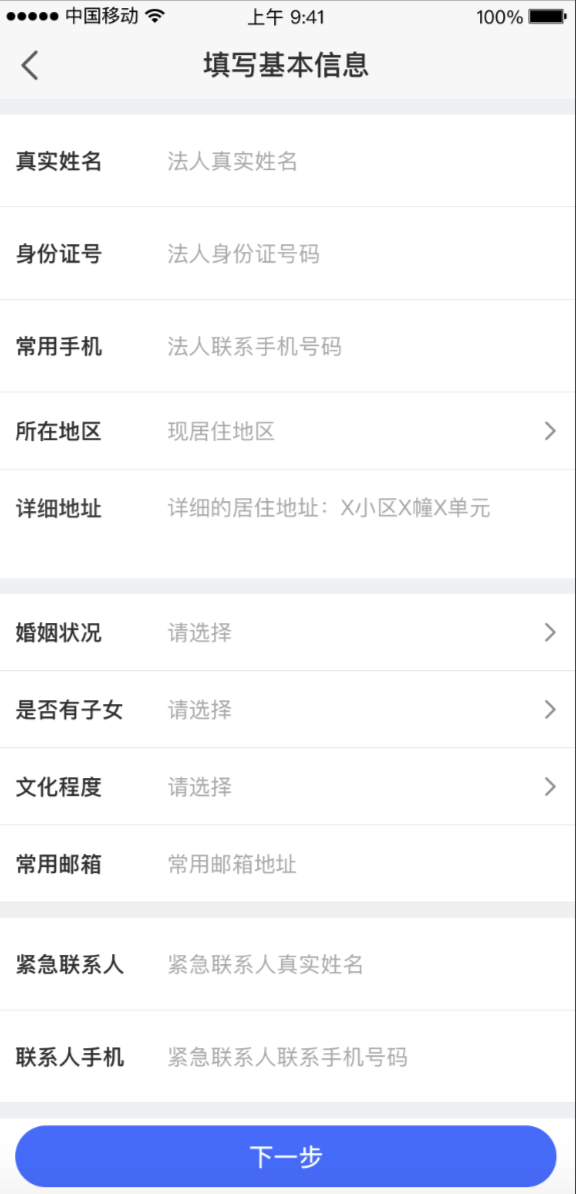 中国移动 上午 9:41 100%
填写基本信息
真实姓名 法人真实姓名
身份证号 法人身份证号码
常用手机 法人联系手机号码
所在地区 现居住地区
详细地址 详细的居住地址：X小区X幢X单元
婚姻状况 请选择
是否有子女 请选择
文化程度 请选择
常用邮箱 常用邮箱地址
紧急联系人 紧急联系人真实姓名
联系人手机 紧急联系人联系手机号码
下一步